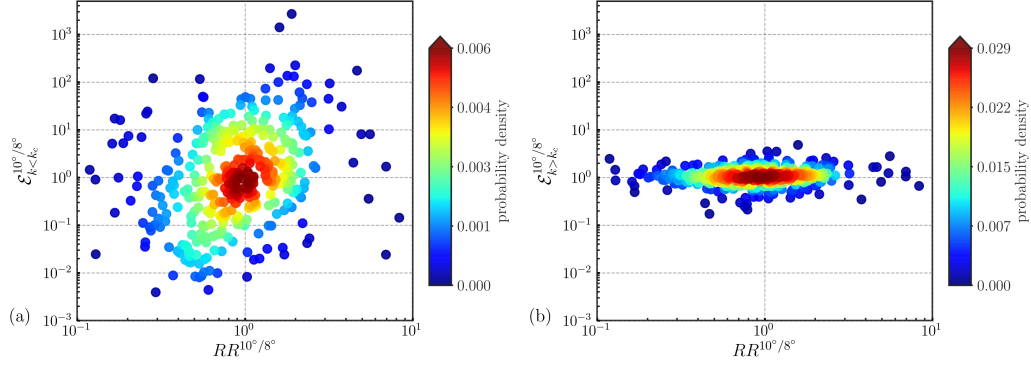 10³
10²
10¹
10⁰
10⁻¹
10⁻²
10⁻³
ℰ^{10°/8°}_{k<k_c}
(a)
10⁻¹ 10⁰ 10¹
RR^{10°/8°}
0.006
0.004
0.003
0.001
0.000
probability density
10³
10²
10¹
10⁰
10⁻¹
10⁻²
10⁻³
ℰ^{10°/8°}_{k>k_c}
(b)
10⁻¹ 10⁰ 10¹
RR^{10°/8°}
0.029
0.022
0.015
0.007
0.000
probability density